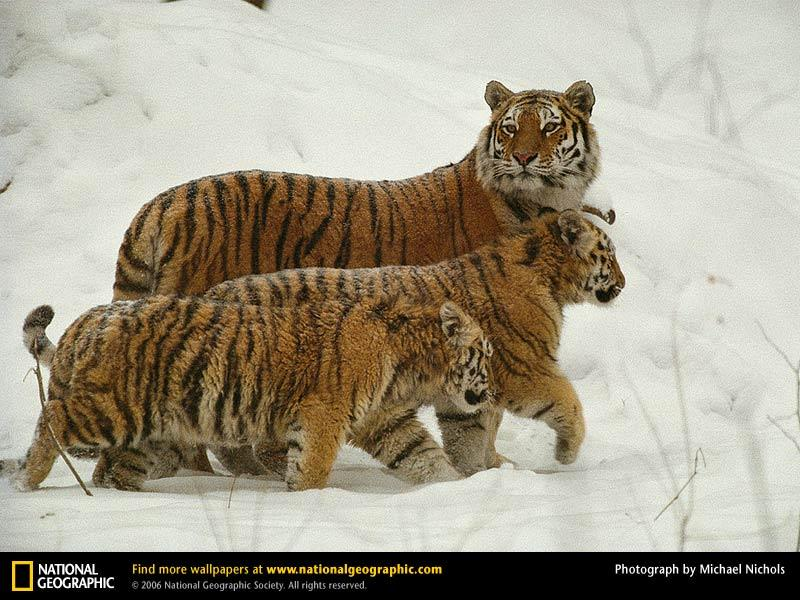 NATIONAL
GEOGRAPHIC
Find more wallpapers at www.nationalgeographic.com
© 2006 National Geographic Society. All rights reserved.
Photograph by Michael Nichols